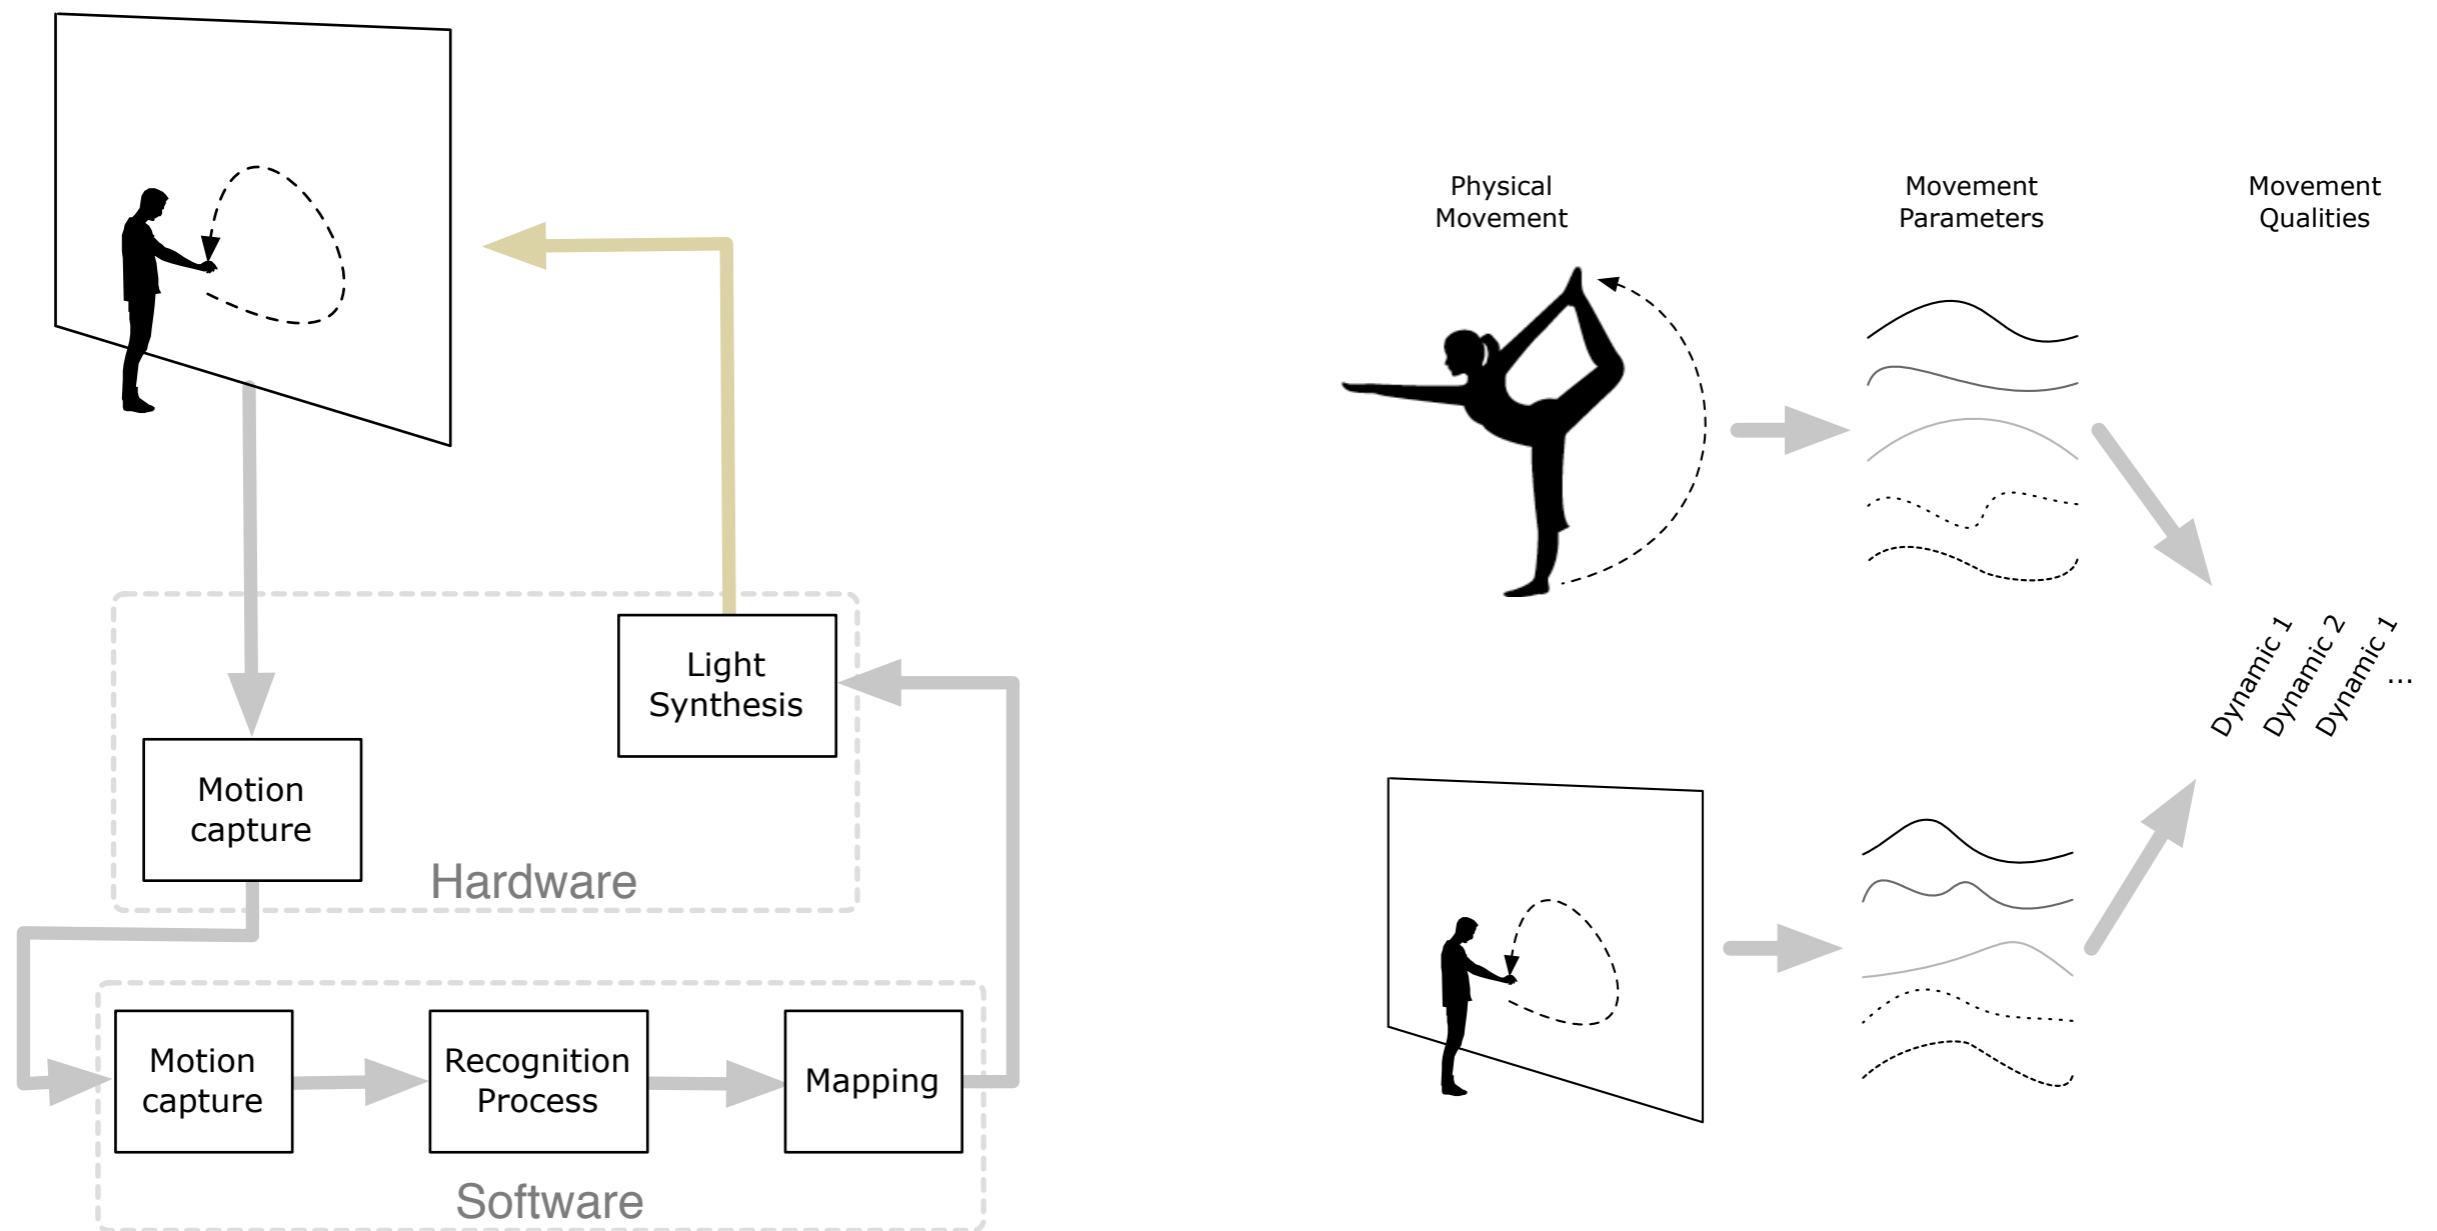 Light
Synthesis
Motion
capture
Hardware
Motion
capture
Recognition
Process
Mapping
Software
Physical
Movement
Movement
Parameters
Movement
Qualities
Dynamic 1
Dynamic 2
Dynamic 1
...